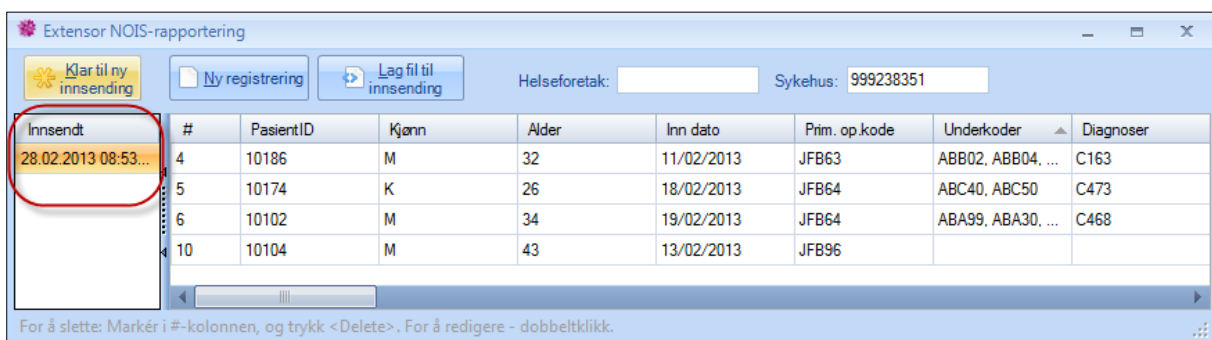 Extensor NOIS-rapportering
Klar til ny innsending
Ny registrering
Lag fil til innsending
Helseforetak:
Sykehus: 999238351
Innsendt
28.02.2013 08:53...
# PasientID Kjønn Alder Inn dato Prim. op.kode Underkoder Diagnoser
4 10186 M 32 11/02/2013 JFB63 ABB02, ABB04, ... C163
5 10174 K 26 18/02/2013 JFB64 ABC40, ABC50 C473
6 10102 M 34 19/02/2013 JFB64 ABA99, ABA30, ... C468
10 10104 M 43 13/02/2013 JFB96
For å slette: Markér i #-kolonnen, og trykk <Delete>. For å redigere - dobbeltklikk.